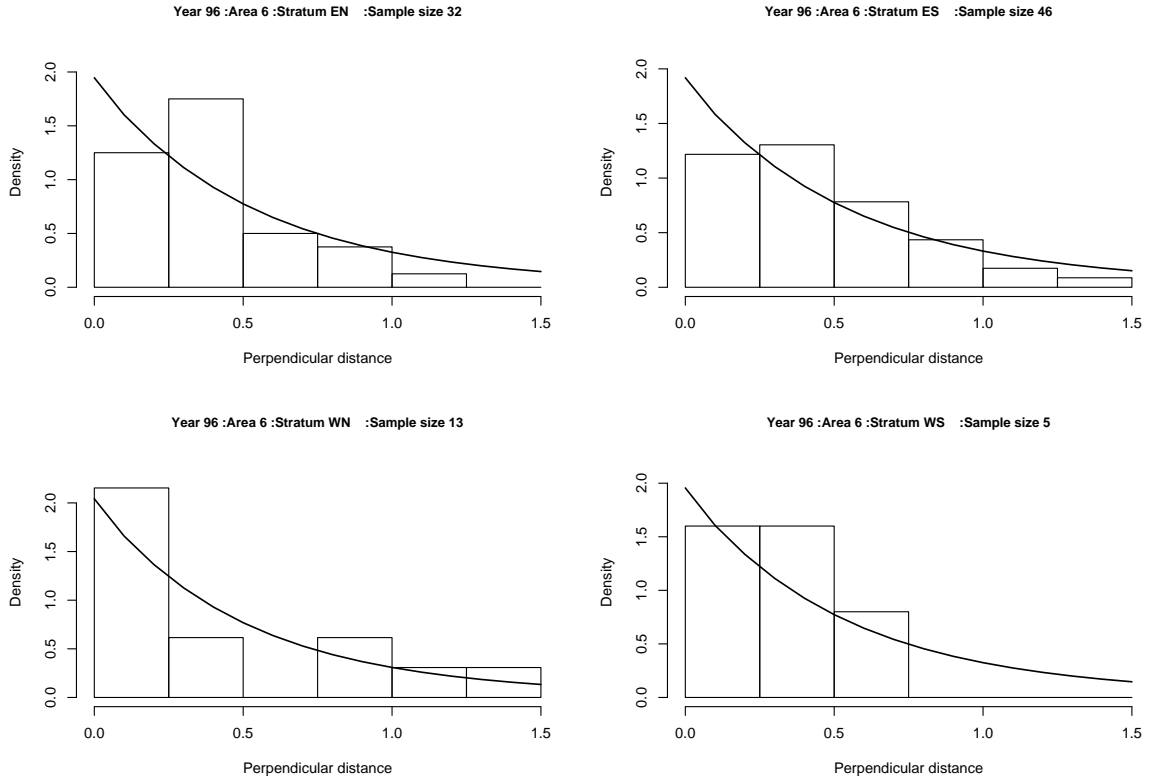 Year 96 :Area 6 :Stratum EN :Sample size 32
Density
0.0 0.5 1.0 1.5 2.0
0.0 0.5 1.0 1.5
Perpendicular distance
Year 96 :Area 6 :Stratum ES :Sample size 46
Density
0.0 0.5 1.0 1.5 2.0
0.0 0.5 1.0 1.5
Perpendicular distance
Year 96 :Area 6 :Stratum WN :Sample size 13
Density
0.0 0.5 1.0 1.5 2.0
0.0 0.5 1.0 1.5
Perpendicular distance
Year 96 :Area 6 :Stratum WS :Sample size 5
Density
0.0 0.5 1.0 1.5 2.0
0.0 0.5 1.0 1.5
Perpendicular distance